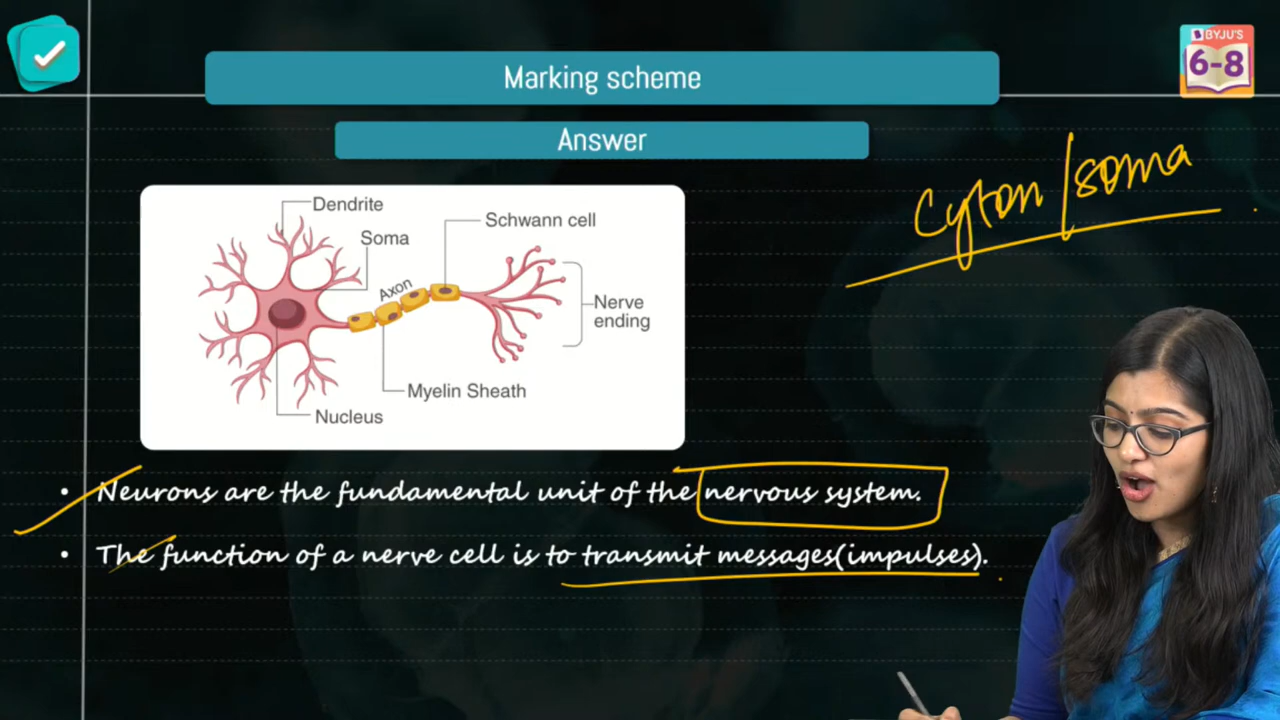 BYJU'S
6-8
Marking scheme
Answer
Cyton/soma
Dendrite
Soma
Schwann cell
Axon
Nerve
ending
Myelin Sheath
Nucleus
• Neurons are the fundamental unit of the nervous system.
• The function of a nerve cell is to transmit messages(impulses).